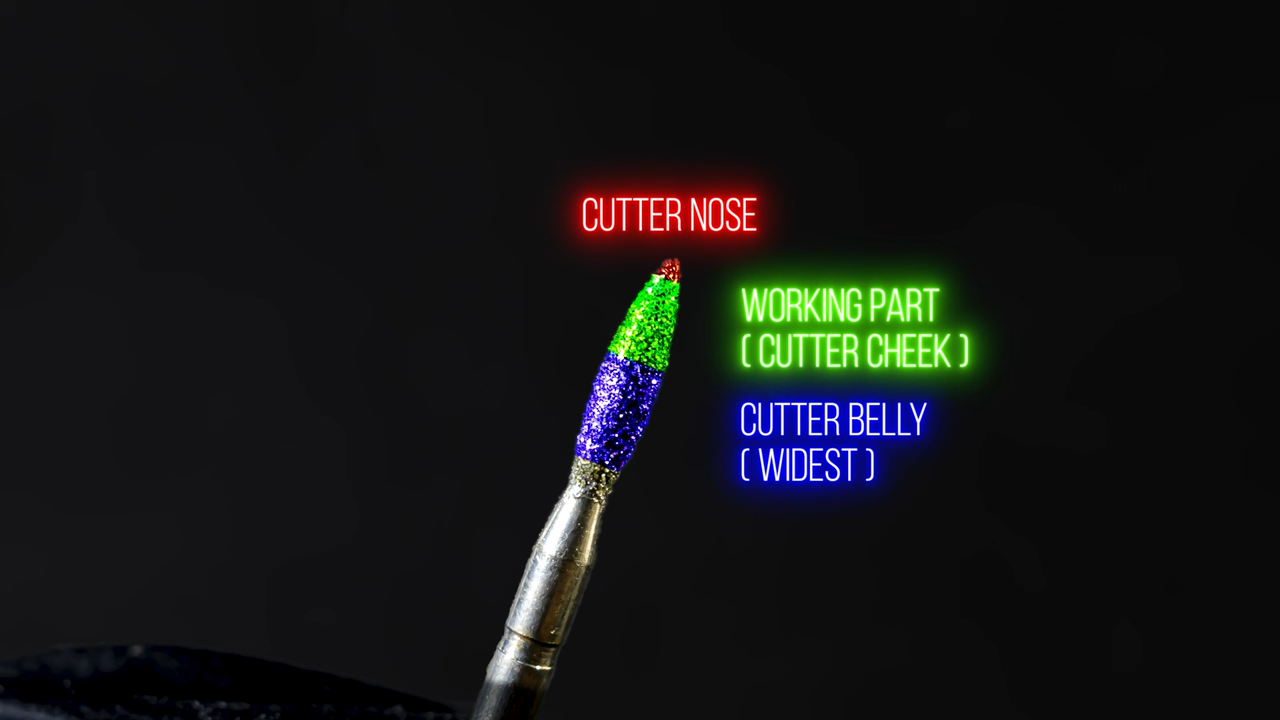 CUTTER NOSE
WORKING PART
( CUTTER CHEEK )
CUTTER BELLY
( WIDEST )